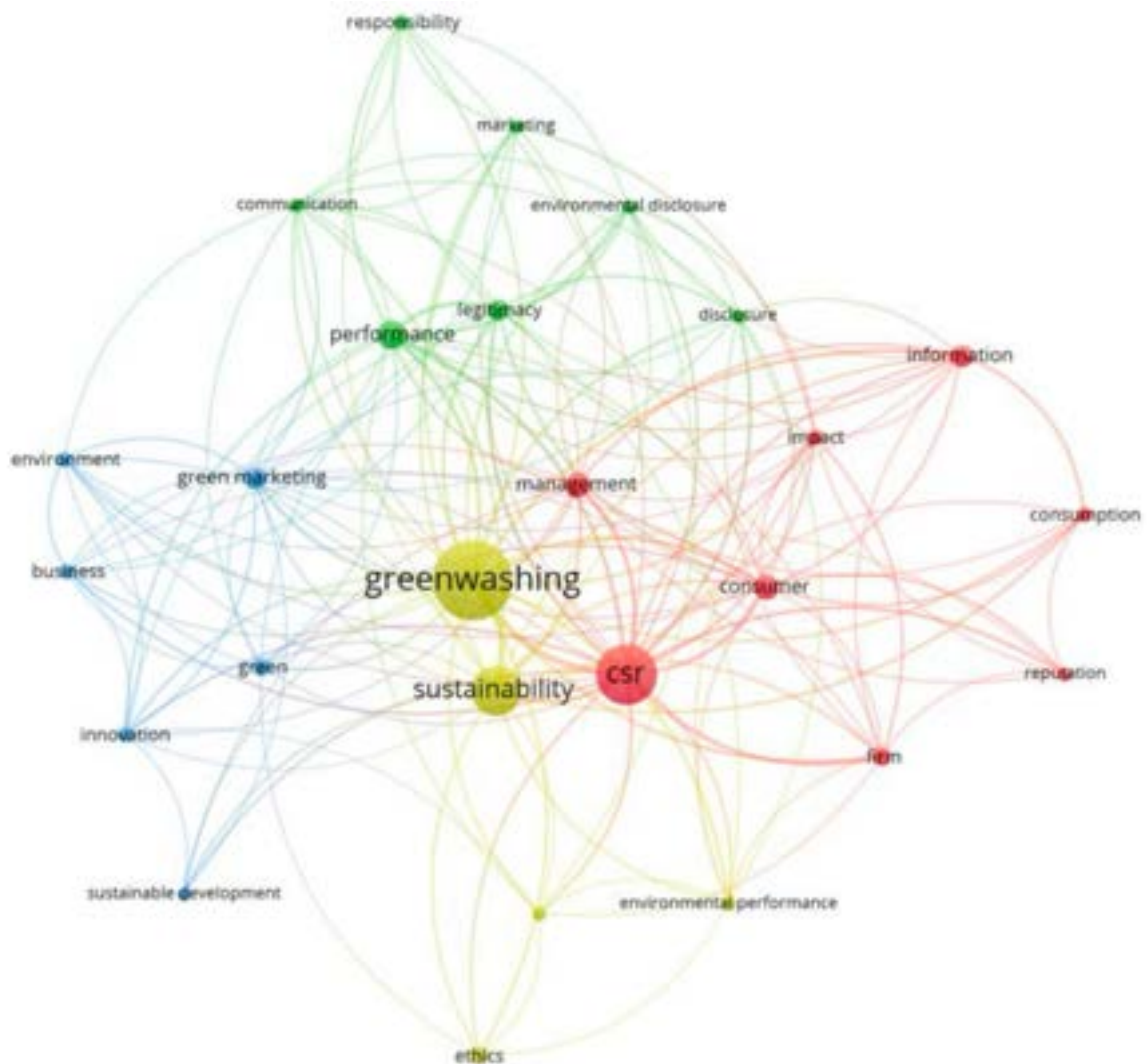 responsibility
marketing
communication
environmental disclosure
legitimacy
disclosure
performance
information
impact
environment
green marketing
management
consumption
business
greenwashing
consumer
green
sustainability
csr
reputation
innovation
firm
sustainable development
environmental performance
ethics